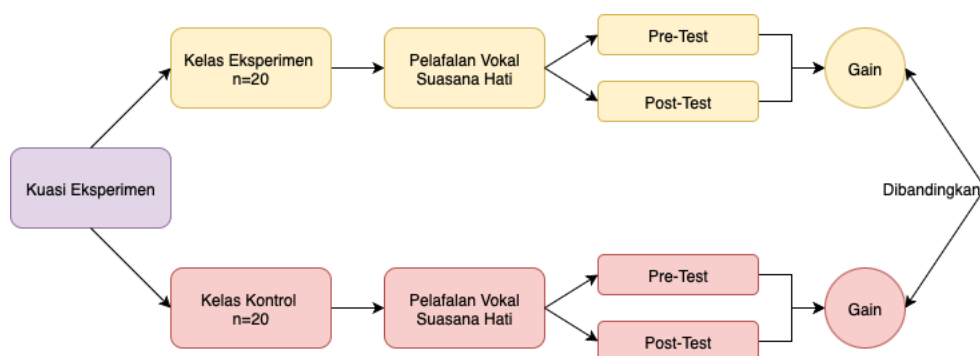 Kelas Eksperimen
n=20
Pelafalan Vokal
Suasana Hati
Pre-Test
Post-Test
Gain
Kuasi Eksperimen
Dibandingkan
Kelas Kontrol
n=20
Pelafalan Vokal
Suasana Hati
Pre-Test
Post-Test
Gain